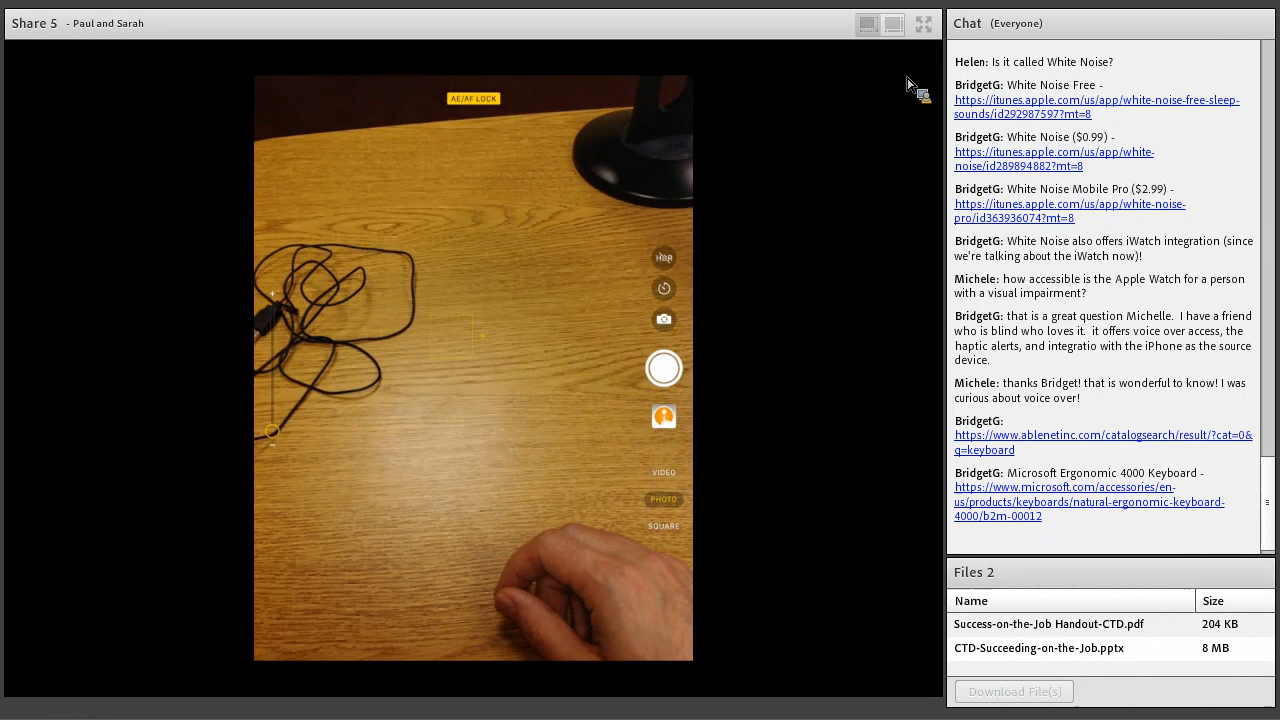 Share 5 - Paul and Sarah
AE/AF LOCK
HDR
VIDEO
PHOTO
SQUARE
Chat (Everyone)
Helen: Is it called White Noise?
BridgetG: White Noise Free -
https://itunes.apple.com/us/app/white-noise-free-sleep-
sounds/id292987597?mt=8
BridgetG: White Noise ($0.99) -
https://itunes.apple.com/us/app/white-
noise/id289894882?mt=8
BridgetG: White Noise Mobile Pro ($2.99) -
https://itunes.apple.com/us/app/white-noise-
pro/id363936074?mt=8
BridgetG: White Noise also offers iWatch integration (since
we're talking about the iWatch now)!
Michele: how accessible is the Apple Watch for a person
with a visual impairment?
BridgetG: that is a great question Michelle. I have a friend
who is blind who loves it. it offers voice over access, the
haptic alerts, and integratio with the iPhone as the source
device.
Michele: thanks Bridget! that is wonderful to know! I was
curious about voice over!
BridgetG:
https://www.ablenetinc.com/catalogsearch/result/?cat=0&
q=keyboard
BridgetG: Microsoft Ergonomic 4000 Keyboard -
https://www.microsoft.com/accessories/en-
us/products/keyboards/natural-ergonomic-keyboard-
4000/b2m-00012
Files 2
Name Size
Success-on-the-Job Handout-CTD.pdf 204 KB
CTD-Succeeding-on-the-Job.pptx 8 MB
Download File(s)